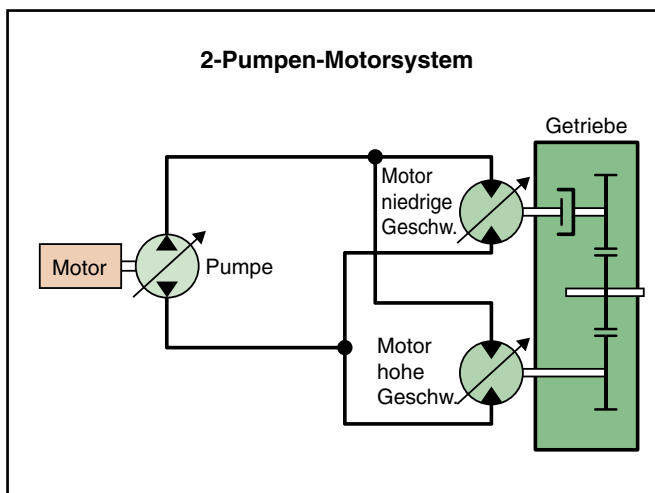 2-Pumpen-Motorsystem
Getriebe
Motor
niedrige
Geschw.
Motor
Pumpe
Motor
hohe
Geschw.